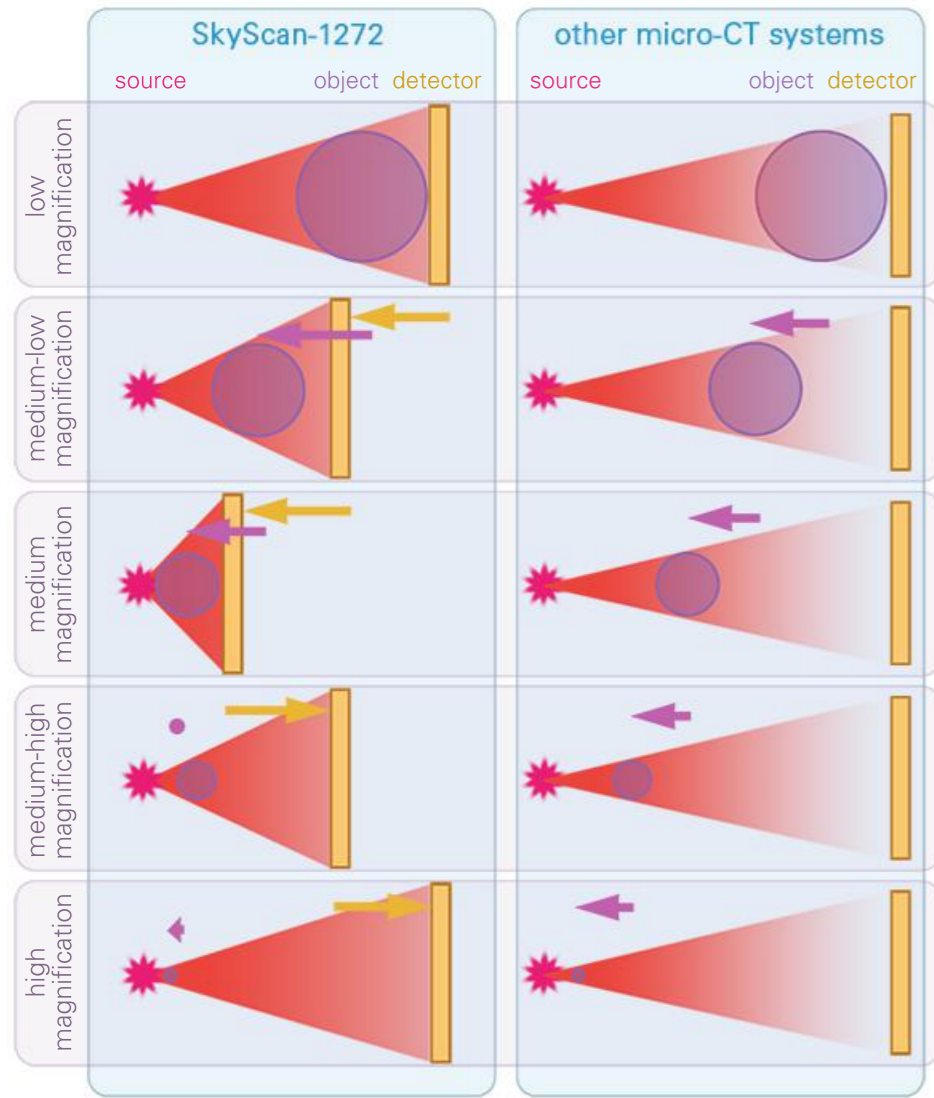 SkyScan-1272
other micro-CT systems
source object detector
source object detector
low
magnification
medium-low
magnification
medium
magnification
medium-high
magnification
high
magnification